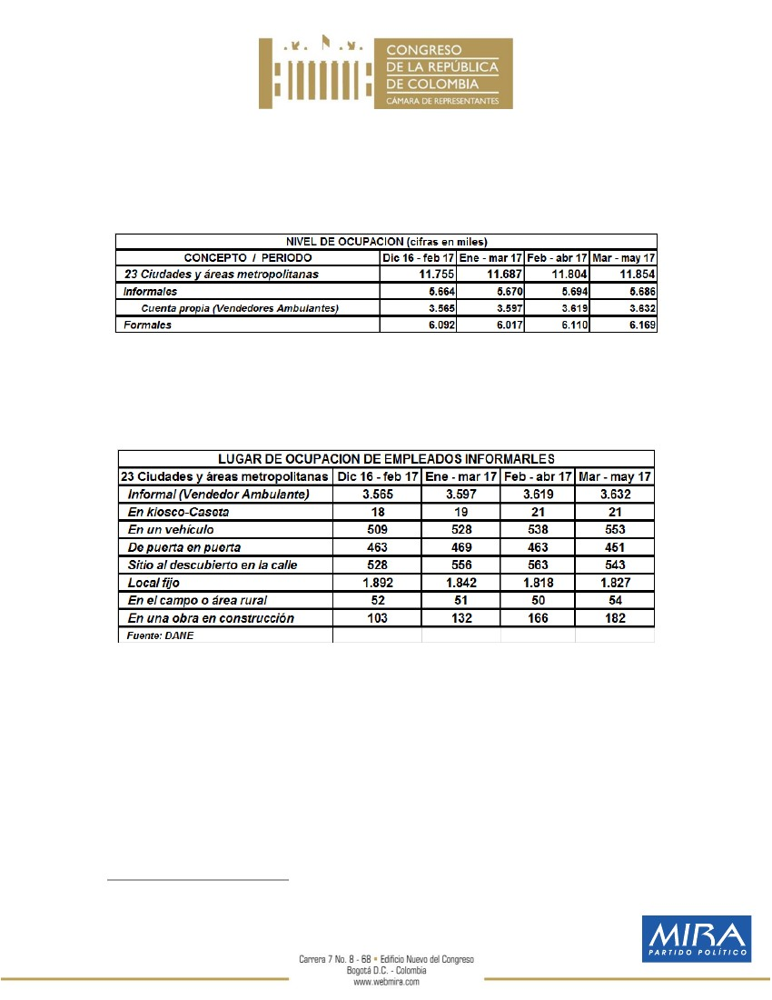 CONGRESO
DE LA REPÚBLICA
DE COLOMBIA
CÁMARA DE REPRESENTANTES
NIVEL DE OCUPACION (cifras en miles)
CONCEPTO / PERIODO Dic 16 - feb 17 Ene - mar 17 Feb - abr 17 Mar - may 17
23 Ciudades y áreas metropolitanas 11.755 11.687 11.804 11.854
Informales 5.664 5.670 5.694 5.686
Cuenta propia (Vendedores Ambulantes) 3.565 3.597 3.619 3.632
Formales 6.092 6.017 6.110 6.169
LUGAR DE OCUPACION DE EMPLEADOS INFORMARLES
23 Ciudades y áreas metropolitanas Dic 16 - feb 17 Ene - mar 17 Feb - abr 17 Mar - may 17
Informal (Vendedor Ambulante) 3.565 3.597 3.619 3.632
En kiosco-Caseta 18 19 21 21
En un vehículo 509 528 538 553
De puerta en puerta 463 469 463 451
Sitio al descubierto en la calle 528 556 563 543
Local fijo 1.892 1.842 1.818 1.827
En el campo o área rural 52 51 50 54
En una obra en construcción 103 132 166 182
Fuente: DANE
MIRA
PARTIDO POLÍTICO
Carrera 7 No. 8 - 68 • Edificio Nuevo del Congreso
Bogotá D.C. - Colombia
www.webmira.com